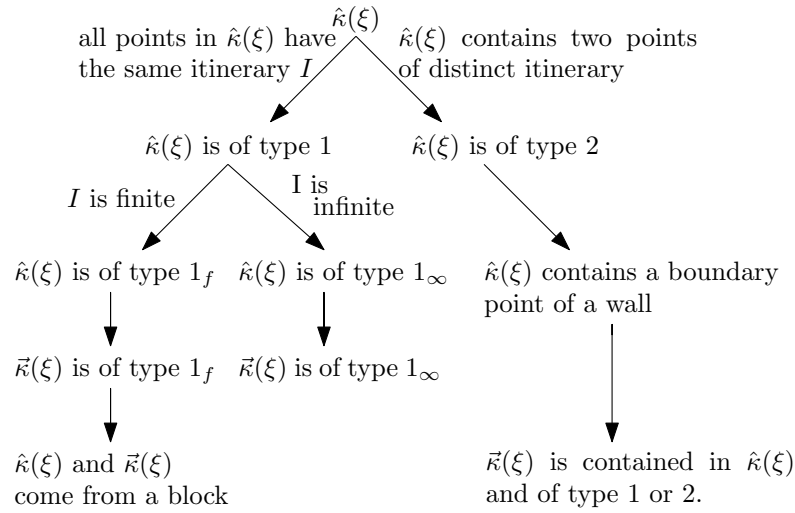 κ̂(ξ)
all points in κ̂(ξ) have
the same itinerary I
κ̂(ξ) contains two points
of distinct itinerary
κ̂(ξ) is of type 1
κ̂(ξ) is of type 2
I is finite
I is
infinite
κ̂(ξ) is of type 1_f
κ̂(ξ) is of type 1_∞
κ̂(ξ) contains a boundary
point of a wall
κ⃗(ξ) is of type 1_f
κ⃗(ξ) is of type 1_∞
κ̂(ξ) and κ⃗(ξ)
come from a block
κ⃗(ξ) is contained in κ̂(ξ)
and of type 1 or 2.